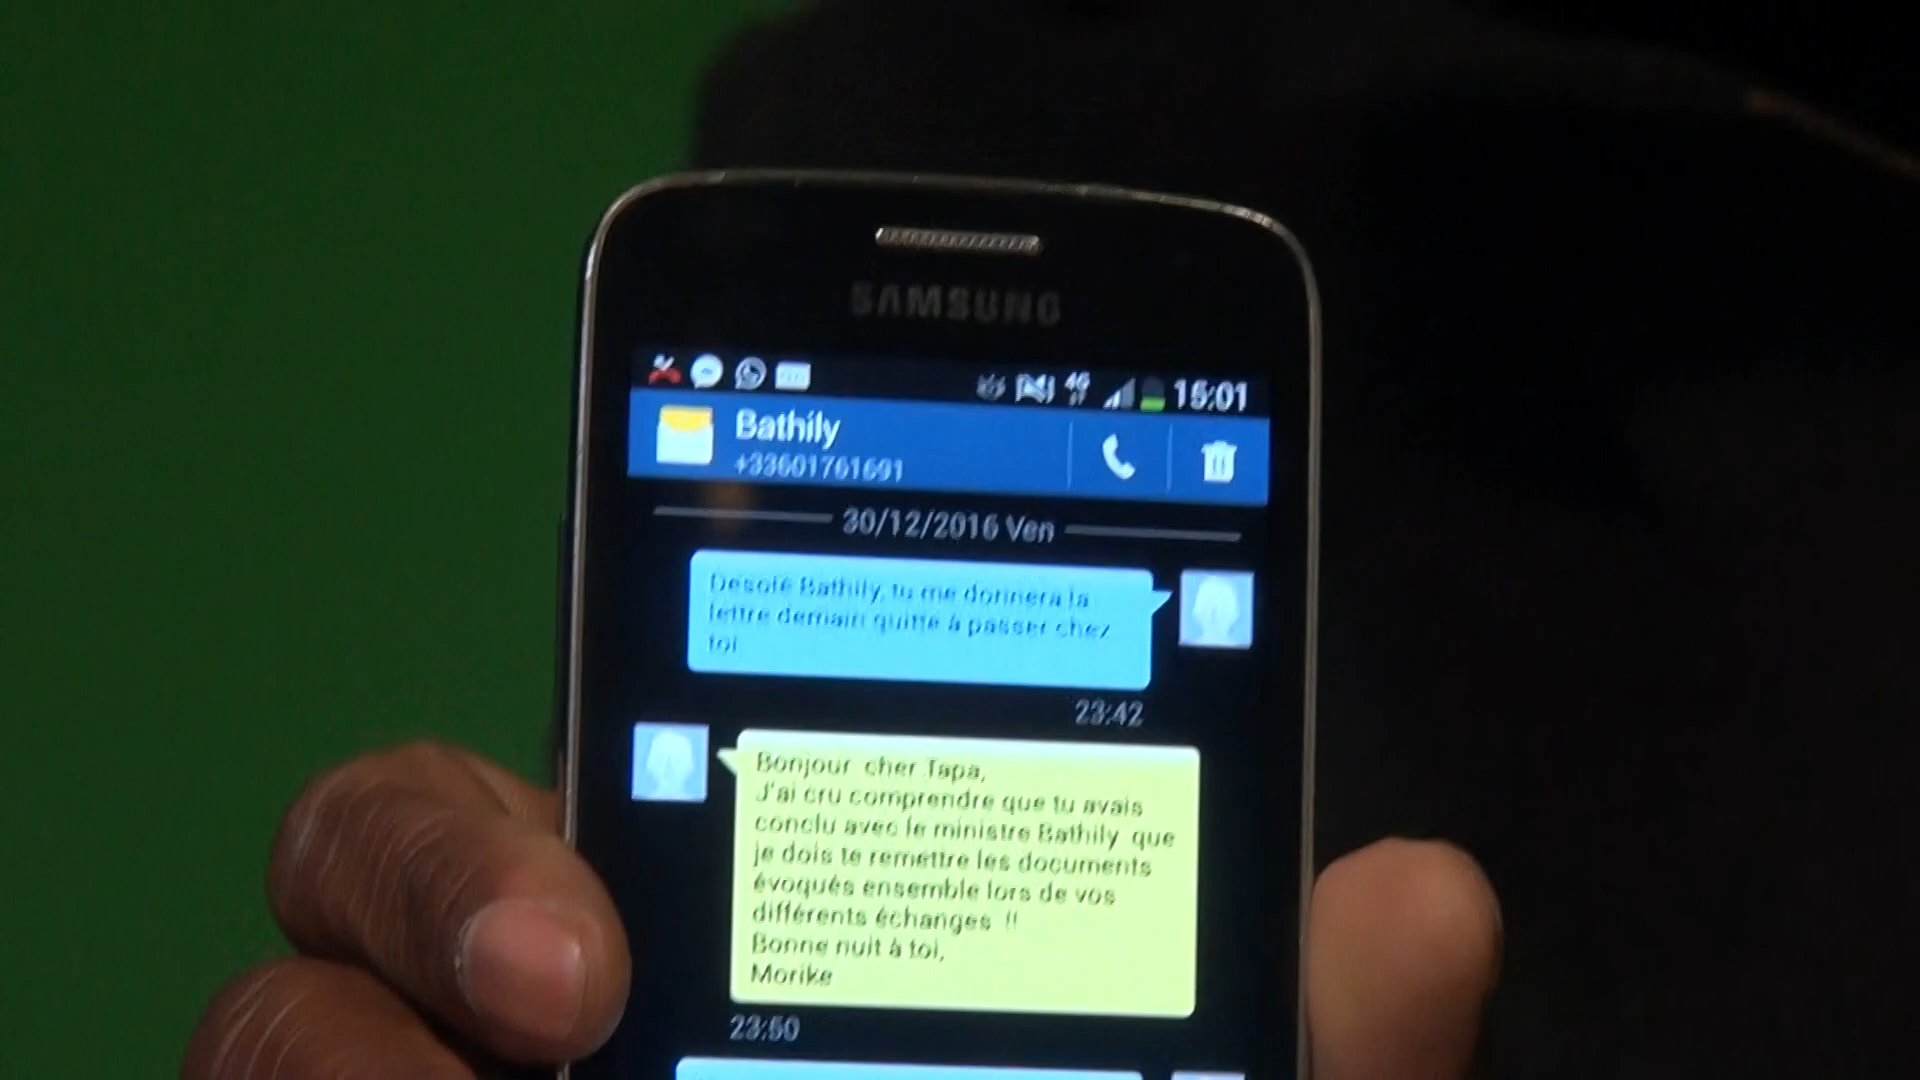 SAMSUNG
4G
15:01
Bathily
+33601761691
30/12/2016 Ven
Desolé Bathily, tu me donnera la
lettre demain quitte à passer chez
toi
23:42
Bonjour cher Tapa,
J'ai cru comprendre que tu avais
conclu avec le ministre Bathily que
je dois te remettre les documents
évoqués ensemble lors de vos
différents échanges !!
Bonne nuit à toi,
Morike
23:50